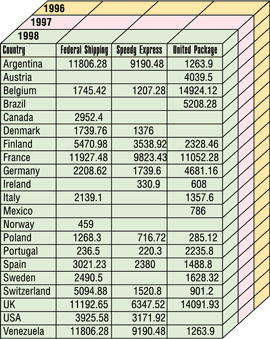 1996
1997
1998
Country Federal Shipping Speedy Express United Package
Argentina 11806.28 9190.48 1263.9
Austria 4039.5
Belgium 1745.42 1207.28 14924.12
Brazil 5208.28
Canada 2952.4
Denmark 1739.76 1376
Finland 5470.98 3538.92 2328.46
France 11927.48 9823.43 11052.28
Germany 2208.62 1739.6 4681.16
Ireland 330.9 608
Italy 2139.1 1357.6
Mexico 786
Norway 459
Poland 1268.3 716.72 285.12
Portugal 236.5 220.3 2235.8
Spain 3021.23 2380 1488.8
Sweden 2490.5 1628.32
Switzerland 5094.88 1520.8 901.2
UK 11192.65 6347.52 14091.93
USA 3925.58 3171.92
Venezuela 11806.28 9190.48 1263.9